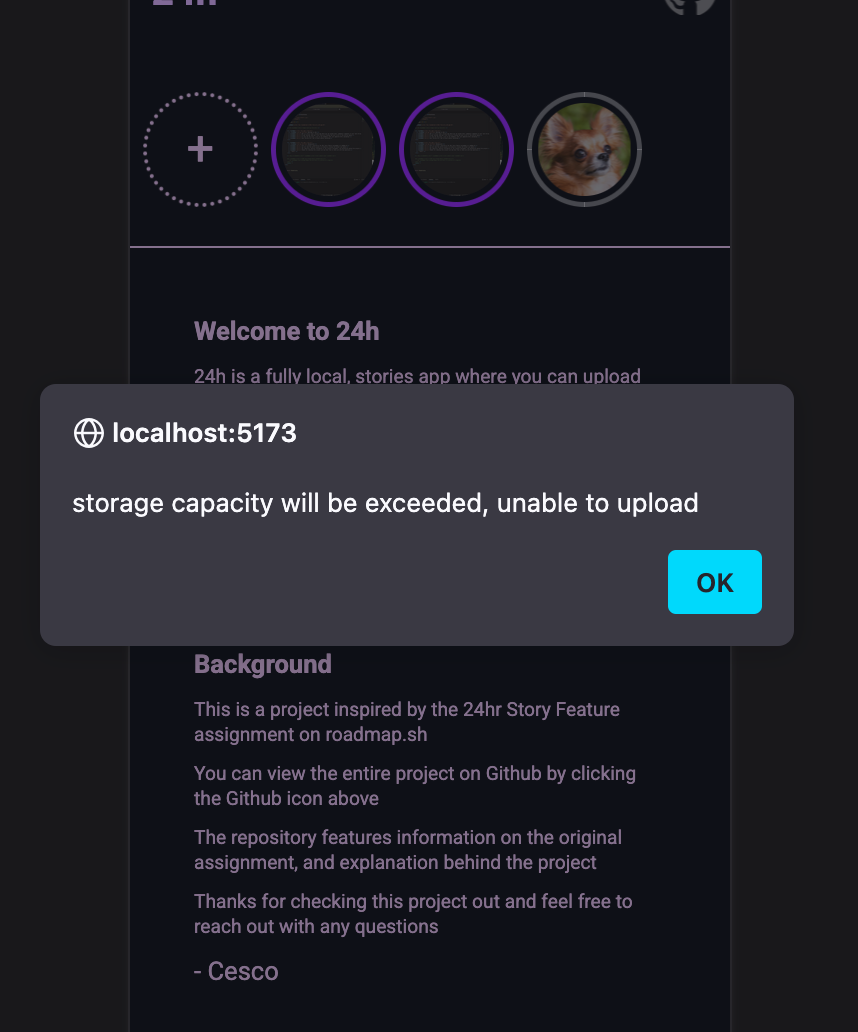 Welcome to 24h
24h is a fully local, stories app where you can upload
localhost:5173
storage capacity will be exceeded, unable to upload
OK
Background
This is a project inspired by the 24hr Story Feature
assignment on roadmap.sh
You can view the entire project on Github by clicking
the Github icon above
The repository features information on the original
assignment, and explanation behind the project
Thanks for checking this project out and feel free to
reach out with any questions
- Cesco